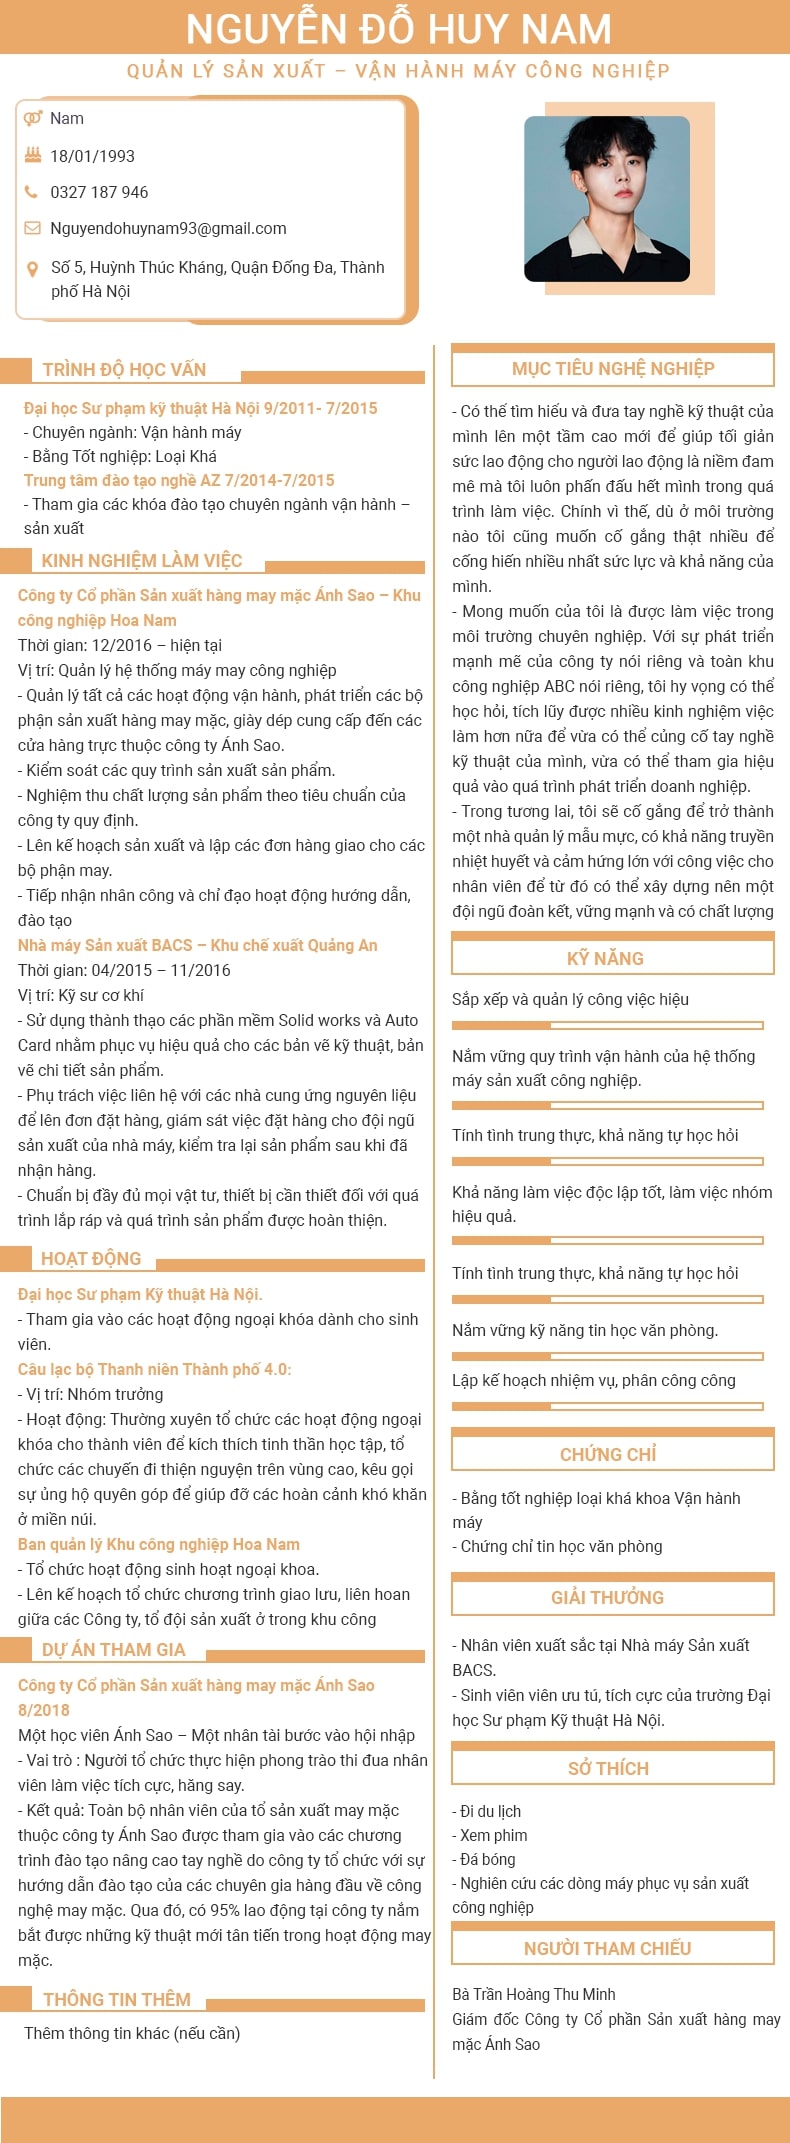 NGUYỄN ĐỖ HUY NAM
QUẢN LÝ SẢN XUẤT – VẬN HÀNH MÁY CÔNG NGHIỆP
Nam
18/01/1993
0327 187 946
Nguyendohuynam93@gmail.com
Số 5, Huỳnh Thúc Kháng, Quận Đống Đa, Thành
phố Hà Nội
TRÌNH ĐỘ HỌC VẤN
Đại học Sư phạm kỹ thuật Hà Nội 9/2011- 7/2015
- Chuyên ngành: Vận hành máy
- Bằng Tốt nghiệp: Loại Khá
Trung tâm đào tạo nghề AZ 7/2014-7/2015
- Tham gia các khóa đào tạo chuyên ngành vận hành –
sản xuất
KINH NGHIỆM LÀM VIỆC
Công ty Cổ phần Sản xuất hàng may mặc Ánh Sao – Khu
công nghiệp Hoa Nam
Thời gian: 12/2016 – hiện tại
Vị trí: Quản lý hệ thống máy may công nghiệp
- Quản lý tất cả các hoạt động vận hành, phát triển các bộ
phận sản xuất hàng may mặc, giày dép cung cấp đến các
cửa hàng trực thuộc công ty Ánh Sao.
- Kiểm soát các quy trình sản xuất sản phẩm.
- Nghiệm thu chất lượng sản phẩm theo tiêu chuẩn của
công ty quy định.
- Lên kế hoạch sản xuất và lập các đơn hàng giao cho các
bộ phận may.
- Tiếp nhận nhân công và chỉ đạo hoạt động hướng dẫn,
đào tạo
Nhà máy Sản xuất BACS – Khu chế xuất Quảng An
Thời gian: 04/2015 – 11/2016
Vị trí: Kỹ sư cơ khí
- Sử dụng thành thạo các phần mềm Solid works và Auto
Card nhằm phục vụ hiệu quả cho các bản vẽ kỹ thuật, bản
vẽ chi tiết sản phẩm.
- Phụ trách việc liên hệ với các nhà cung ứng nguyên liệu
để lên đơn đặt hàng, giám sát việc đặt hàng cho đội ngũ
sản xuất của nhà máy, kiểm tra lại sản phẩm sau khi đã
nhận hàng.
- Chuẩn bị đầy đủ mọi vật tư, thiết bị cần thiết đối với quá
trình lắp ráp và quá trình sản phẩm được hoàn thiện.
HOẠT ĐỘNG
Đại học Sư phạm Kỹ thuật Hà Nội.
- Tham gia vào các hoạt động ngoại khóa dành cho sinh
viên.
Câu lạc bộ Thanh niên Thành phố 4.0:
- Vị trí: Nhóm trưởng
- Hoạt động: Thường xuyên tổ chức các hoạt động ngoại
khóa cho thành viên để kích thích tinh thần học tập, tổ
chức các chuyến đi thiện nguyện trên vùng cao, kêu gọi
sự ủng hộ quyên góp để giúp đỡ các hoàn cảnh khó khăn
ở miền núi.
Ban quản lý Khu công nghiệp Hoa Nam
- Tổ chức hoạt động sinh hoạt ngoại khoa.
- Lên kế hoạch tổ chức chương trình giao lưu, liên hoan
giữa các Công ty, tổ đội sản xuất ở trong khu công
DỰ ÁN THAM GIA
Công ty Cổ phần Sản xuất hàng may mặc Ánh Sao
8/2018
Một học viên Ánh Sao – Một nhân tài bước vào hội nhập
- Vai trò : Người tổ chức thực hiện phong trào thi đua nhân
viên làm việc tích cực, hăng say.
- Kết quả: Toàn bộ nhân viên của tổ sản xuất may mặc
thuộc công ty Ánh Sao được tham gia vào các chương
trình đào tạo nâng cao tay nghề do công ty tổ chức với sự
hướng dẫn đào tạo của các chuyên gia hàng đầu về công
nghệ may mặc. Qua đó, có 95% lao động tại công ty nắm
bắt được những kỹ thuật mới tân tiến trong hoạt động may
mặc.
THÔNG TIN THÊM
Thêm thông tin khác (nếu cần)
MỤC TIÊU NGHỆ NGHIỆP
- Có thể tìm hiếu và đưa tay nghề kỹ thuật của
mình lên một tầm cao mới để giúp tối giản
sức lao động cho người lao động là niềm đam
mê mà tôi luôn phấn đấu hết mình trong quá
trình làm việc. Chính vì thế, dù ở môi trường
nào tôi cũng muốn cố gắng thật nhiều để
cống hiến nhiều nhất sức lực và khả năng của
mình.
- Mong muốn của tôi là được làm việc trong
môi trường chuyên nghiệp. Với sự phát triển
mạnh mẽ của công ty nói riêng và toàn khu
công nghiệp ABC nói riêng, tôi hy vọng có thể
học hỏi, tích lũy được nhiều kinh nghiệm việc
làm hơn nữa để vừa có thể củng cố tay nghề
kỹ thuật của mình, vừa có thể tham gia hiệu
quả vào quá trình phát triển doanh nghiệp.
- Trong tương lai, tôi sẽ cố gắng để trở thành
một nhà quản lý mẫu mực, có khả năng truyền
nhiệt huyết và cảm hứng lớn với công việc cho
nhân viên để từ đó có thể xây dựng nên một
đội ngũ đoàn kết, vững mạnh và có chất lượng
KỸ NĂNG
Sắp xếp và quản lý công việc hiệu
Nắm vững quy trình vận hành của hệ thống
máy sản xuất công nghiệp.
Tính tình trung thực, khả năng tự học hỏi
Khả năng làm việc độc lập tốt, làm việc nhóm
hiệu quả.
Tính tình trung thực, khả năng tự học hỏi
Nắm vững kỹ năng tin học văn phòng.
Lập kế hoạch nhiệm vụ, phân công công
CHỨNG CHỈ
- Bằng tốt nghiệp loại khá khoa Vận hành
máy
- Chứng chỉ tin học văn phòng
GIẢI THƯỞNG
- Nhân viên xuất sắc tại Nhà máy Sản xuất
BACS.
- Sinh viên viên ưu tú, tích cực của trường Đại
học Sư phạm Kỹ thuật Hà Nội.
SỞ THÍCH
- Đi du lịch
- Xem phim
- Đá bóng
- Nghiên cứu các dòng máy phục vụ sản xuất
công nghiệp
NGƯỜI THAM CHIẾU
Bà Trần Hoàng Thu Minh
Giám đốc Công ty Cổ phần Sản xuất hàng may
mặc Ánh Sao